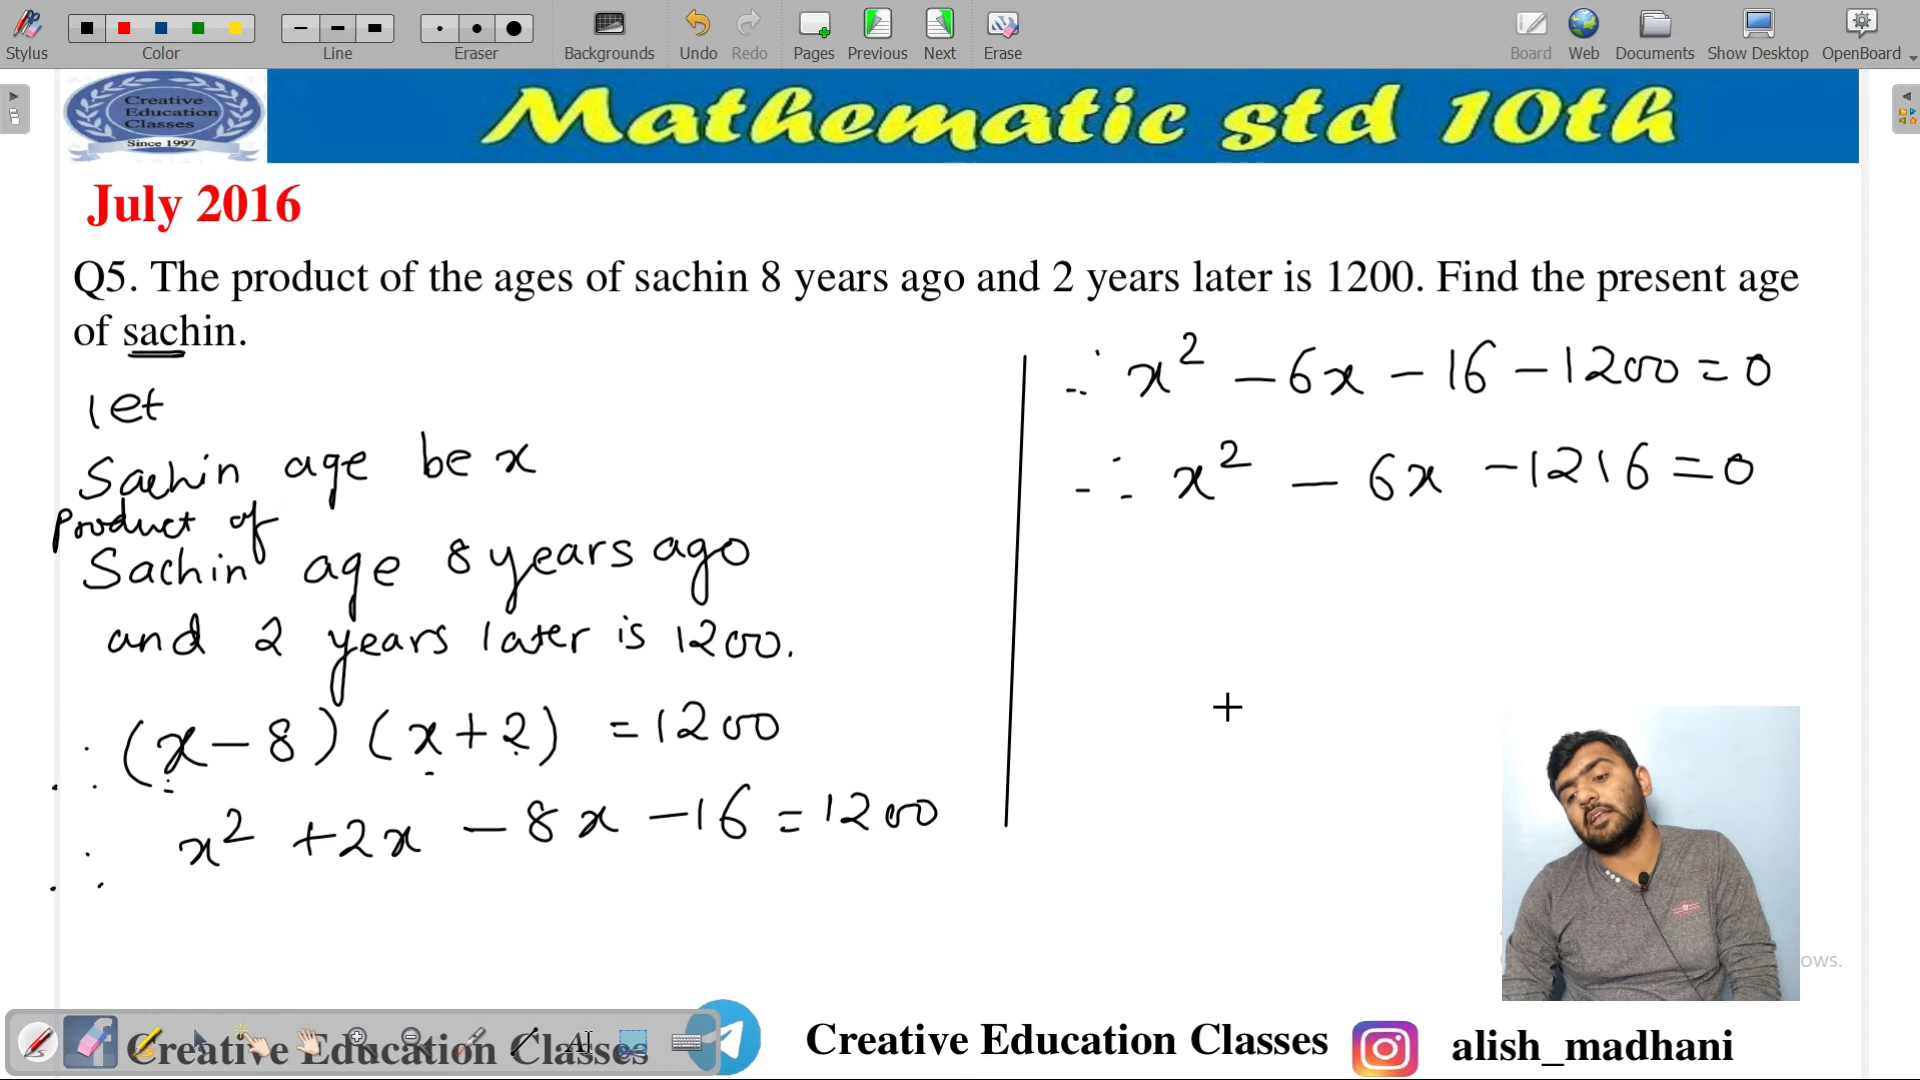 Stylus
Color
Line
Eraser
Backgrounds
Undo
Redo
Pages
Previous
Next
Erase
Board
Web
Documents
Show Desktop
OpenBoard
Creative
Education
Classes
Since 1997
Mathematic std 10th
July 2016
Q5. The product of the ages of sachin 8 years ago and 2 years later is 1200. Find the present age
of sachin.
let
Sachin age be x
Product of
Sachin age 8 years ago
and 2 years later is 1200.
∴ (x-8) (x+2) = 1200
∴ x² +2x - 8x -16 = 1200
∴ x² - 6x - 16 - 1200 = 0
∴ x² - 6x -1216 = 0
ows.
Creative Education Classes
Creative Education Classes
alish_madhani